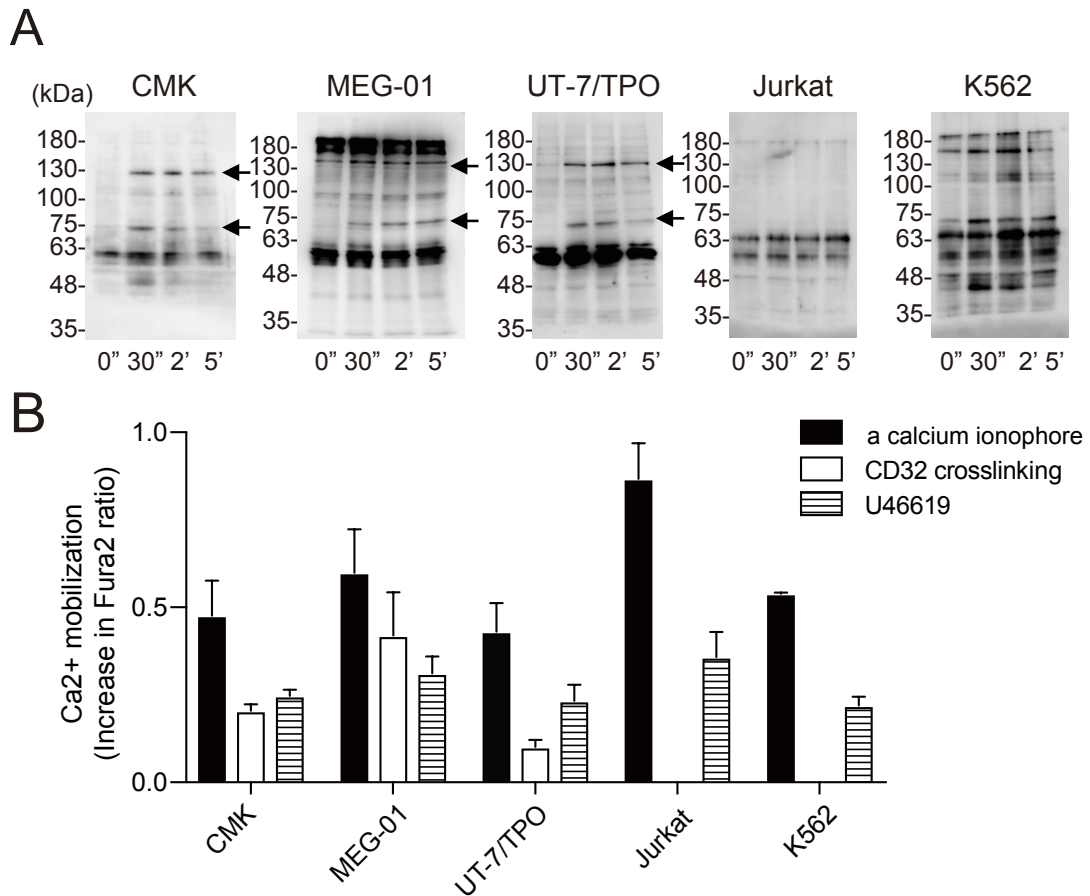 A
(kDa)
CMK
MEG-01
UT-7/TPO
Jurkat
K562
180-
130-
100-
75-
63-
48-
35-
180-
130-
100-
75-
63-
48-
35-
180-
130-
100-
75-
63-
48-
35-
180-
130-
100-
75-
63-
48-
35-
180-
130-
100-
75-
63-
48-
35-
0” 30” 2’ 5’
0” 30” 2’ 5’
0” 30” 2’ 5’
0” 30” 2’ 5’
0” 30” 2’ 5’
B
Ca2+ mobilization
(Increase in Fura2 ratio)
1.0
0.5
0.0
a calcium ionophore
CD32 crosslinking
U46619
CMK
MEG-01
UT-7/TPO
Jurkat
K562